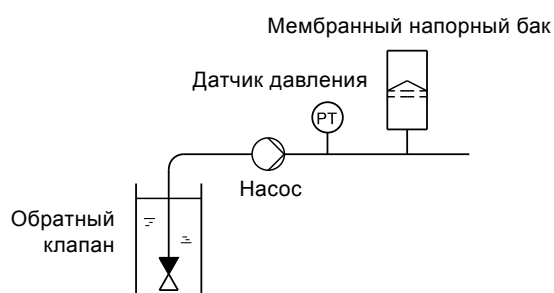 Мембранный напорный бак
Датчик давления
PT
Насос
Обратный
клапан